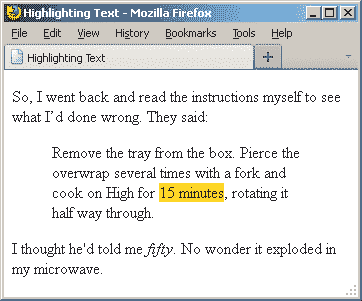 Highlighting Text - Mozilla Firefox
File Edit View History Bookmarks Tools Help
Highlighting Text
So, I went back and read the instructions myself to see
what I’d done wrong. They said:
Remove the tray from the box. Pierce the
overwrap several times with a fork and
cook on High for 15 minutes, rotating it
half way through.
I thought he'd told me fifty. No wonder it exploded in
my microwave.